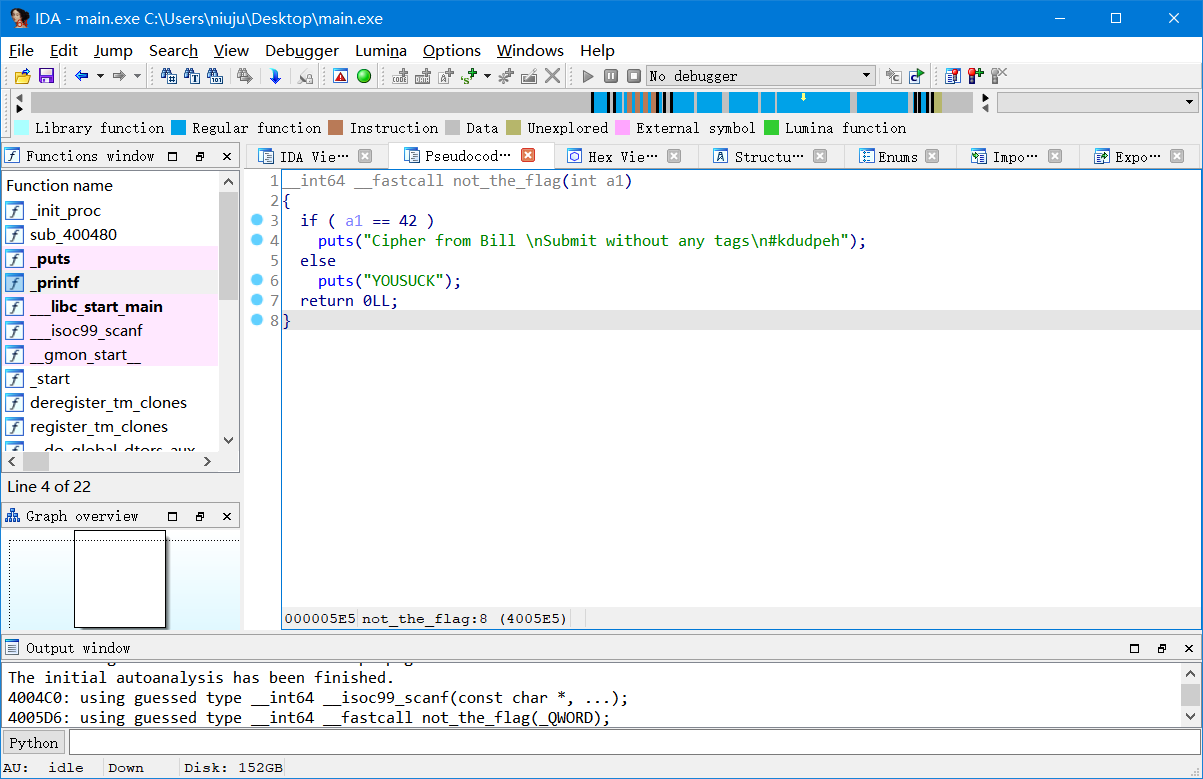 IDA - main.exe C:\Users\niuju\Desktop\main.exe
File Edit Jump Search View Debugger Lumina Options Windows Help
No debugger
Library function Regular function Instruction Data Unexplored External symbol Lumina function
Functions window
IDA Vie… Pseudocod… Hex Vie… Structu… Enums Impo… Expo…
Function name
_init_proc
sub_400480
_puts
_printf
___libc_start_main
___isoc99_scanf
__gmon_start__
_start
deregister_tm_clones
register_tm_clones
__do_global_dtors_aux
Line 4 of 22
Graph overview
1 __int64 __fastcall not_the_flag(int a1)
2 {
3 if ( a1 == 42 )
4 puts("Cipher from Bill \nSubmit without any tags\n#kdudpeh");
5 else
6 puts("YOUSUCK");
7 return 0LL;
8 }
000005E5 not_the_flag:8 (4005E5)
Output window
The initial autoanalysis has been finished.
4004C0: using guessed type __int64 __isoc99_scanf(const char *, ...);
4005D6: using guessed type __int64 __fastcall not_the_flag(_QWORD);
Python
AU: idle Down Disk: 152GB